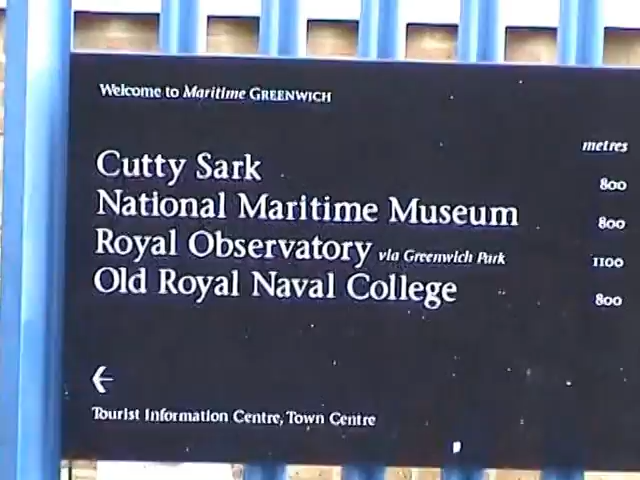 Welcome to Maritime GREENWICH
metres
Cutty Sark 800
National Maritime Museum 800
Royal Observatory via Greenwich Park 1100
Old Royal Naval College 800
←
Tourist Information Centre, Town Centre